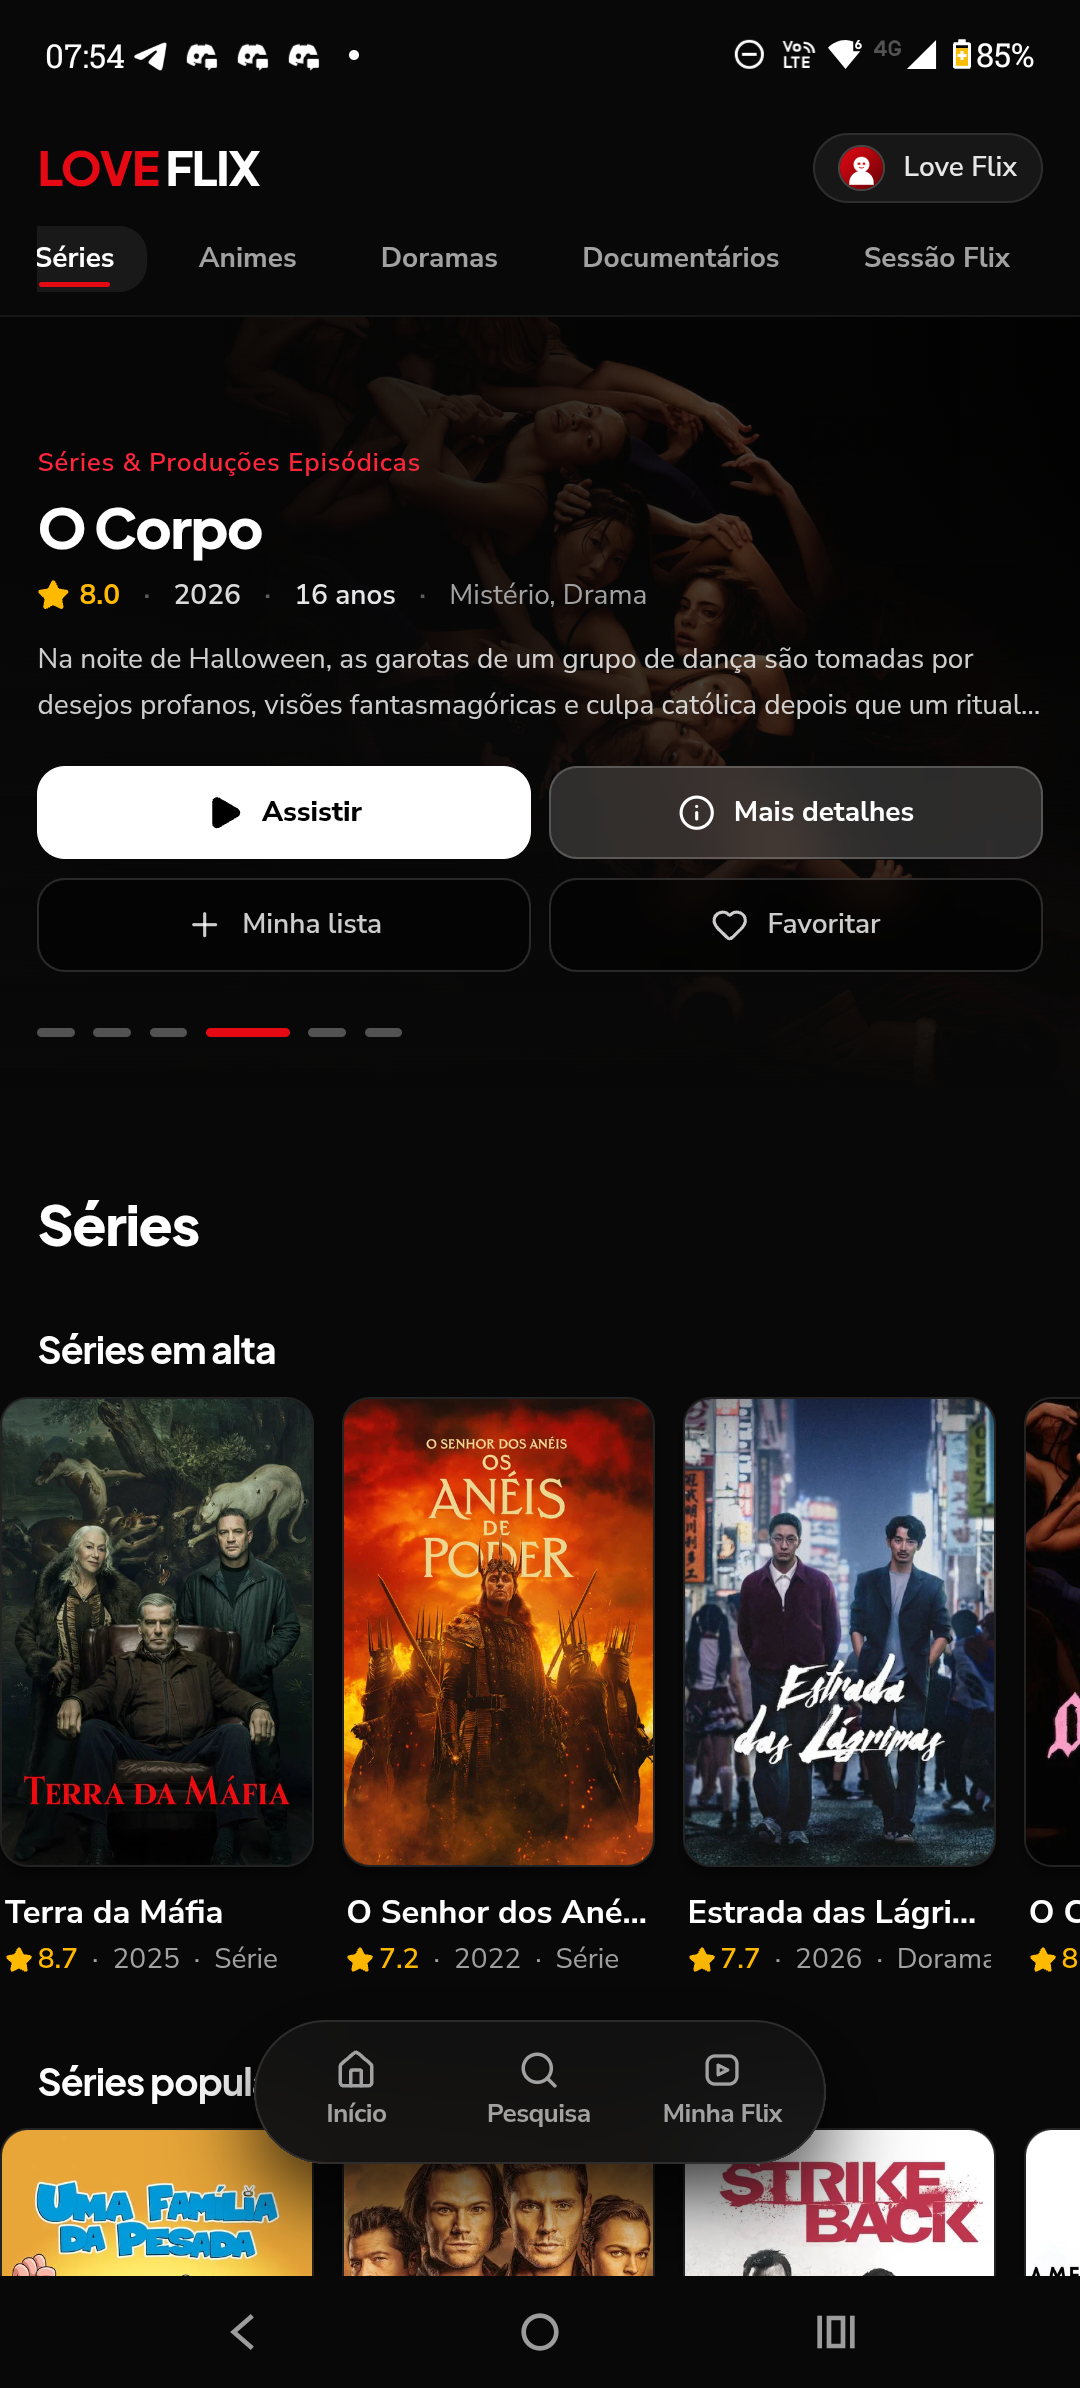 07:54
Vo LTE
6
4G
85%
LOVE FLIX
Love Flix
Séries
Animes
Doramas
Documentários
Sessão Flix
Séries & Produções Episódicas
O Corpo
8.0 · 2026 · 16 anos · Mistério, Drama
Na noite de Halloween, as garotas de um grupo de dança são tomadas por
desejos profanos, visões fantasmagóricas e culpa católica depois que um ritual...
Assistir
Mais detalhes
Minha lista
Favoritar
Séries
Séries em alta
TERRA DA MÁFIA
O SENHOR DOS ANÉIS
OS
ANÉIS
DE
PODER
Estrada
das Lágrimas
Terra da Máfia
O Senhor dos Ané...
Estrada das Lágri...
O C
8.7 · 2025 · Série
7.2 · 2022 · Série
7.7 · 2026 · Dorama
8
Séries popul
Início
Pesquisa
Minha Flix
UMA FAMÍLIA
DA PESADA
STRIKE
BACK